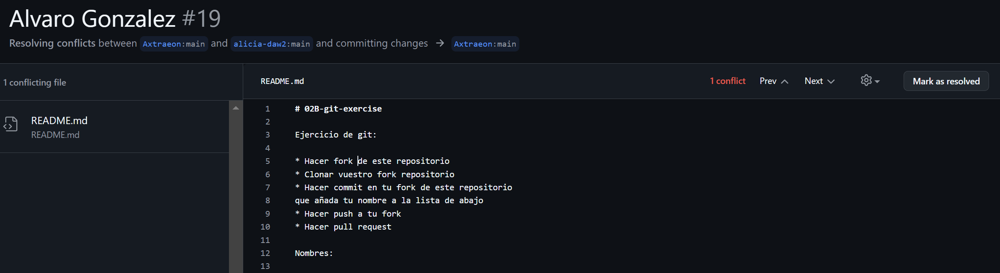 Alvaro Gonzalez #19
Resolving conflicts between Axtraeon:main and alicia-daw2:main and committing changes → Axtraeon:main
1 conflicting file
README.md
README.md
README.md 1 conflict Prev Next Mark as resolved
1 # 02B-git-exercise
2
3 Ejercicio de git:
4
5 * Hacer fork de este repositorio
6 * Clonar vuestro fork repositorio
7 * Hacer commit en tu fork de este repositorio
8 que añada tu nombre a la lista de abajo
9 * Hacer push a tu fork
10 * Hacer pull request
11
12 Nombres:
13